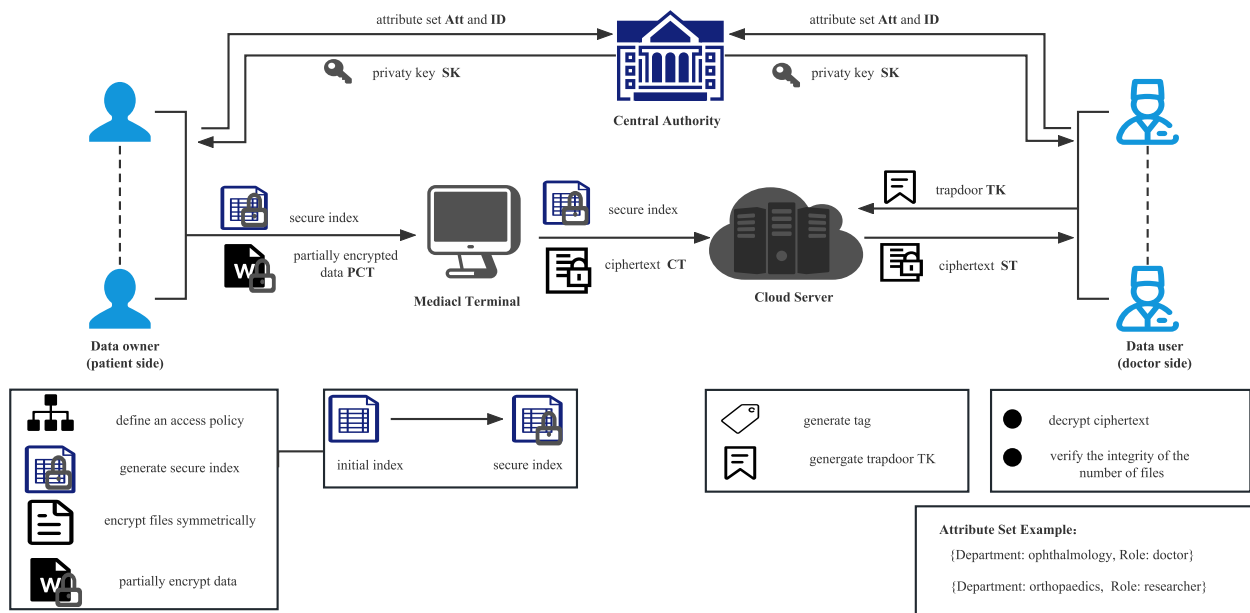 attribute set Att and ID
attribute set Att and ID
privaty key SK
privaty key SK
Central Authority
trapdoor TK
secure index
secure index
partially encrypted
data PCT
ciphertext CT
ciphertext ST
Mediacl Terminal
Cloud Server
Data owner
(patient side)
Data user
(doctor side)
define an access policy
generate secure index
encrypt files symmetrically
partially encrypt data
initial index
secure index
generate tag
genergate trapdoor TK
decrypt ciphertext
verify the integrity of the
number of files
Attribute Set Example:
{Department: ophthalmology, Role: doctor}
{Department: orthopaedics, Role: researcher}
W
W